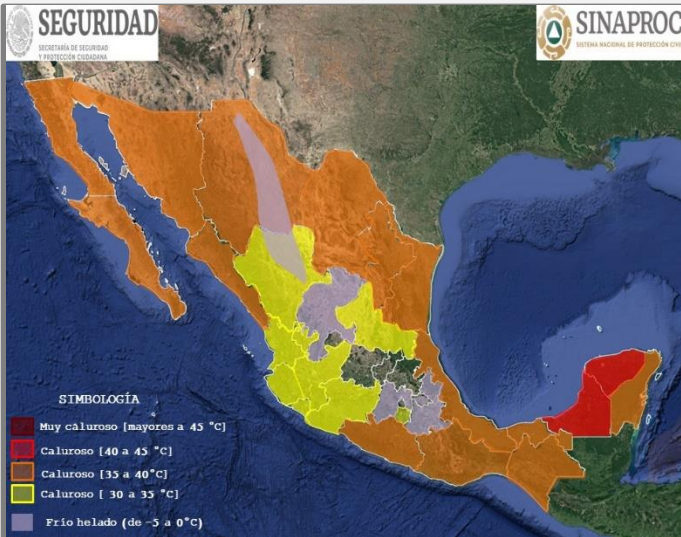 SEGURIDAD
SECRETARÍA DE SEGURIDAD
Y PROTECCIÓN CIUDADANA
SINAPROC
SISTEMA NACIONAL DE PROTECCIÓN CIVIL
SIMBOLOGÍA
Muy caluroso [mayores a 45 °C]
Caluroso [40 a 45 °C]
Caluroso [35 a 40°C]
Caluroso [ 30 a 35 °C]
Frío helado (de -5 a 0°C)